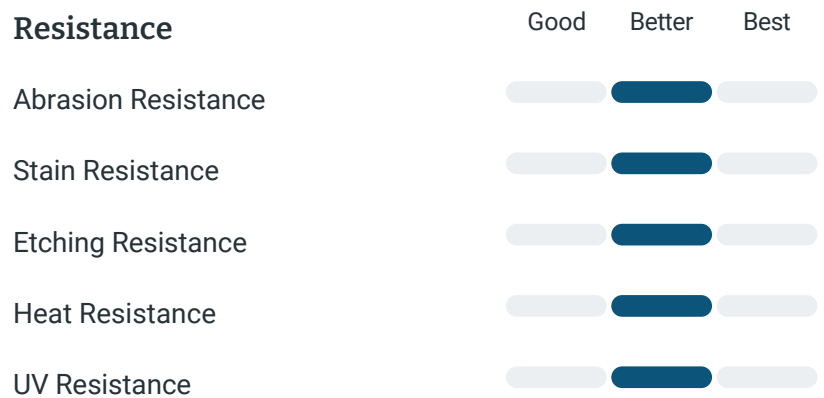 Resistance Good Better Best
Abrasion Resistance
Stain Resistance
Etching Resistance
Heat Resistance
UV Resistance